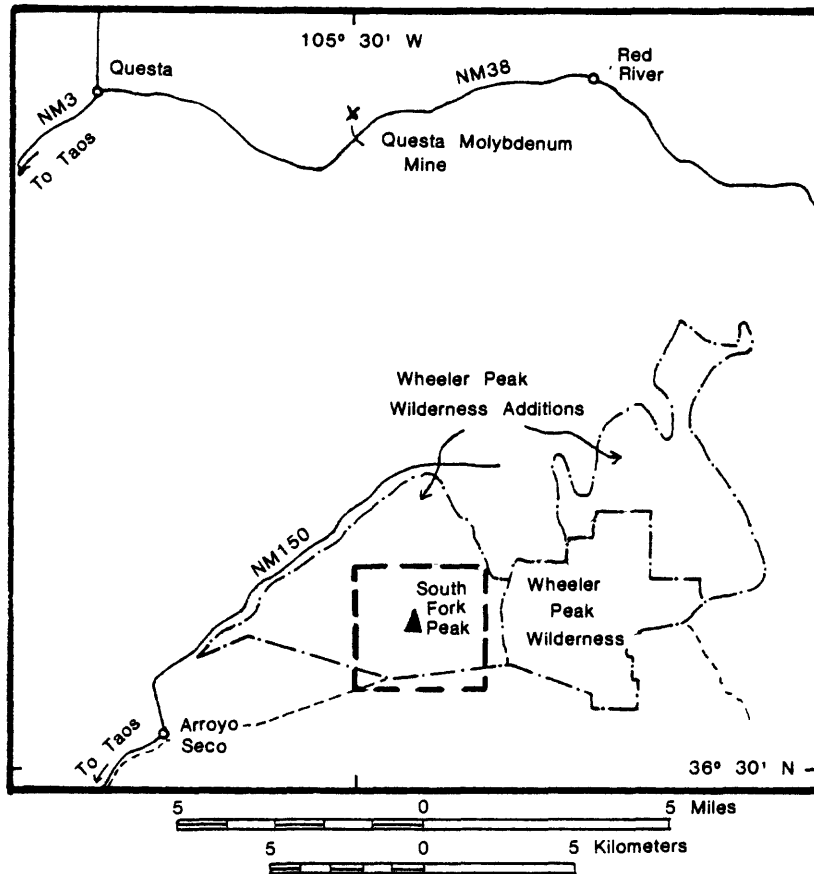 105° 30' W
Questa
NM38
Red
River
NM3
To Taos
Questa Molybdenum
Mine
Wheeler Peak
Wilderness Additions
NM150
South
Fork
Peak
Wheeler
Peak
Wilderness
Arroyo
Seco
To Taos
36° 30' N
5 0 5 Miles
5 0 5 Kilometers